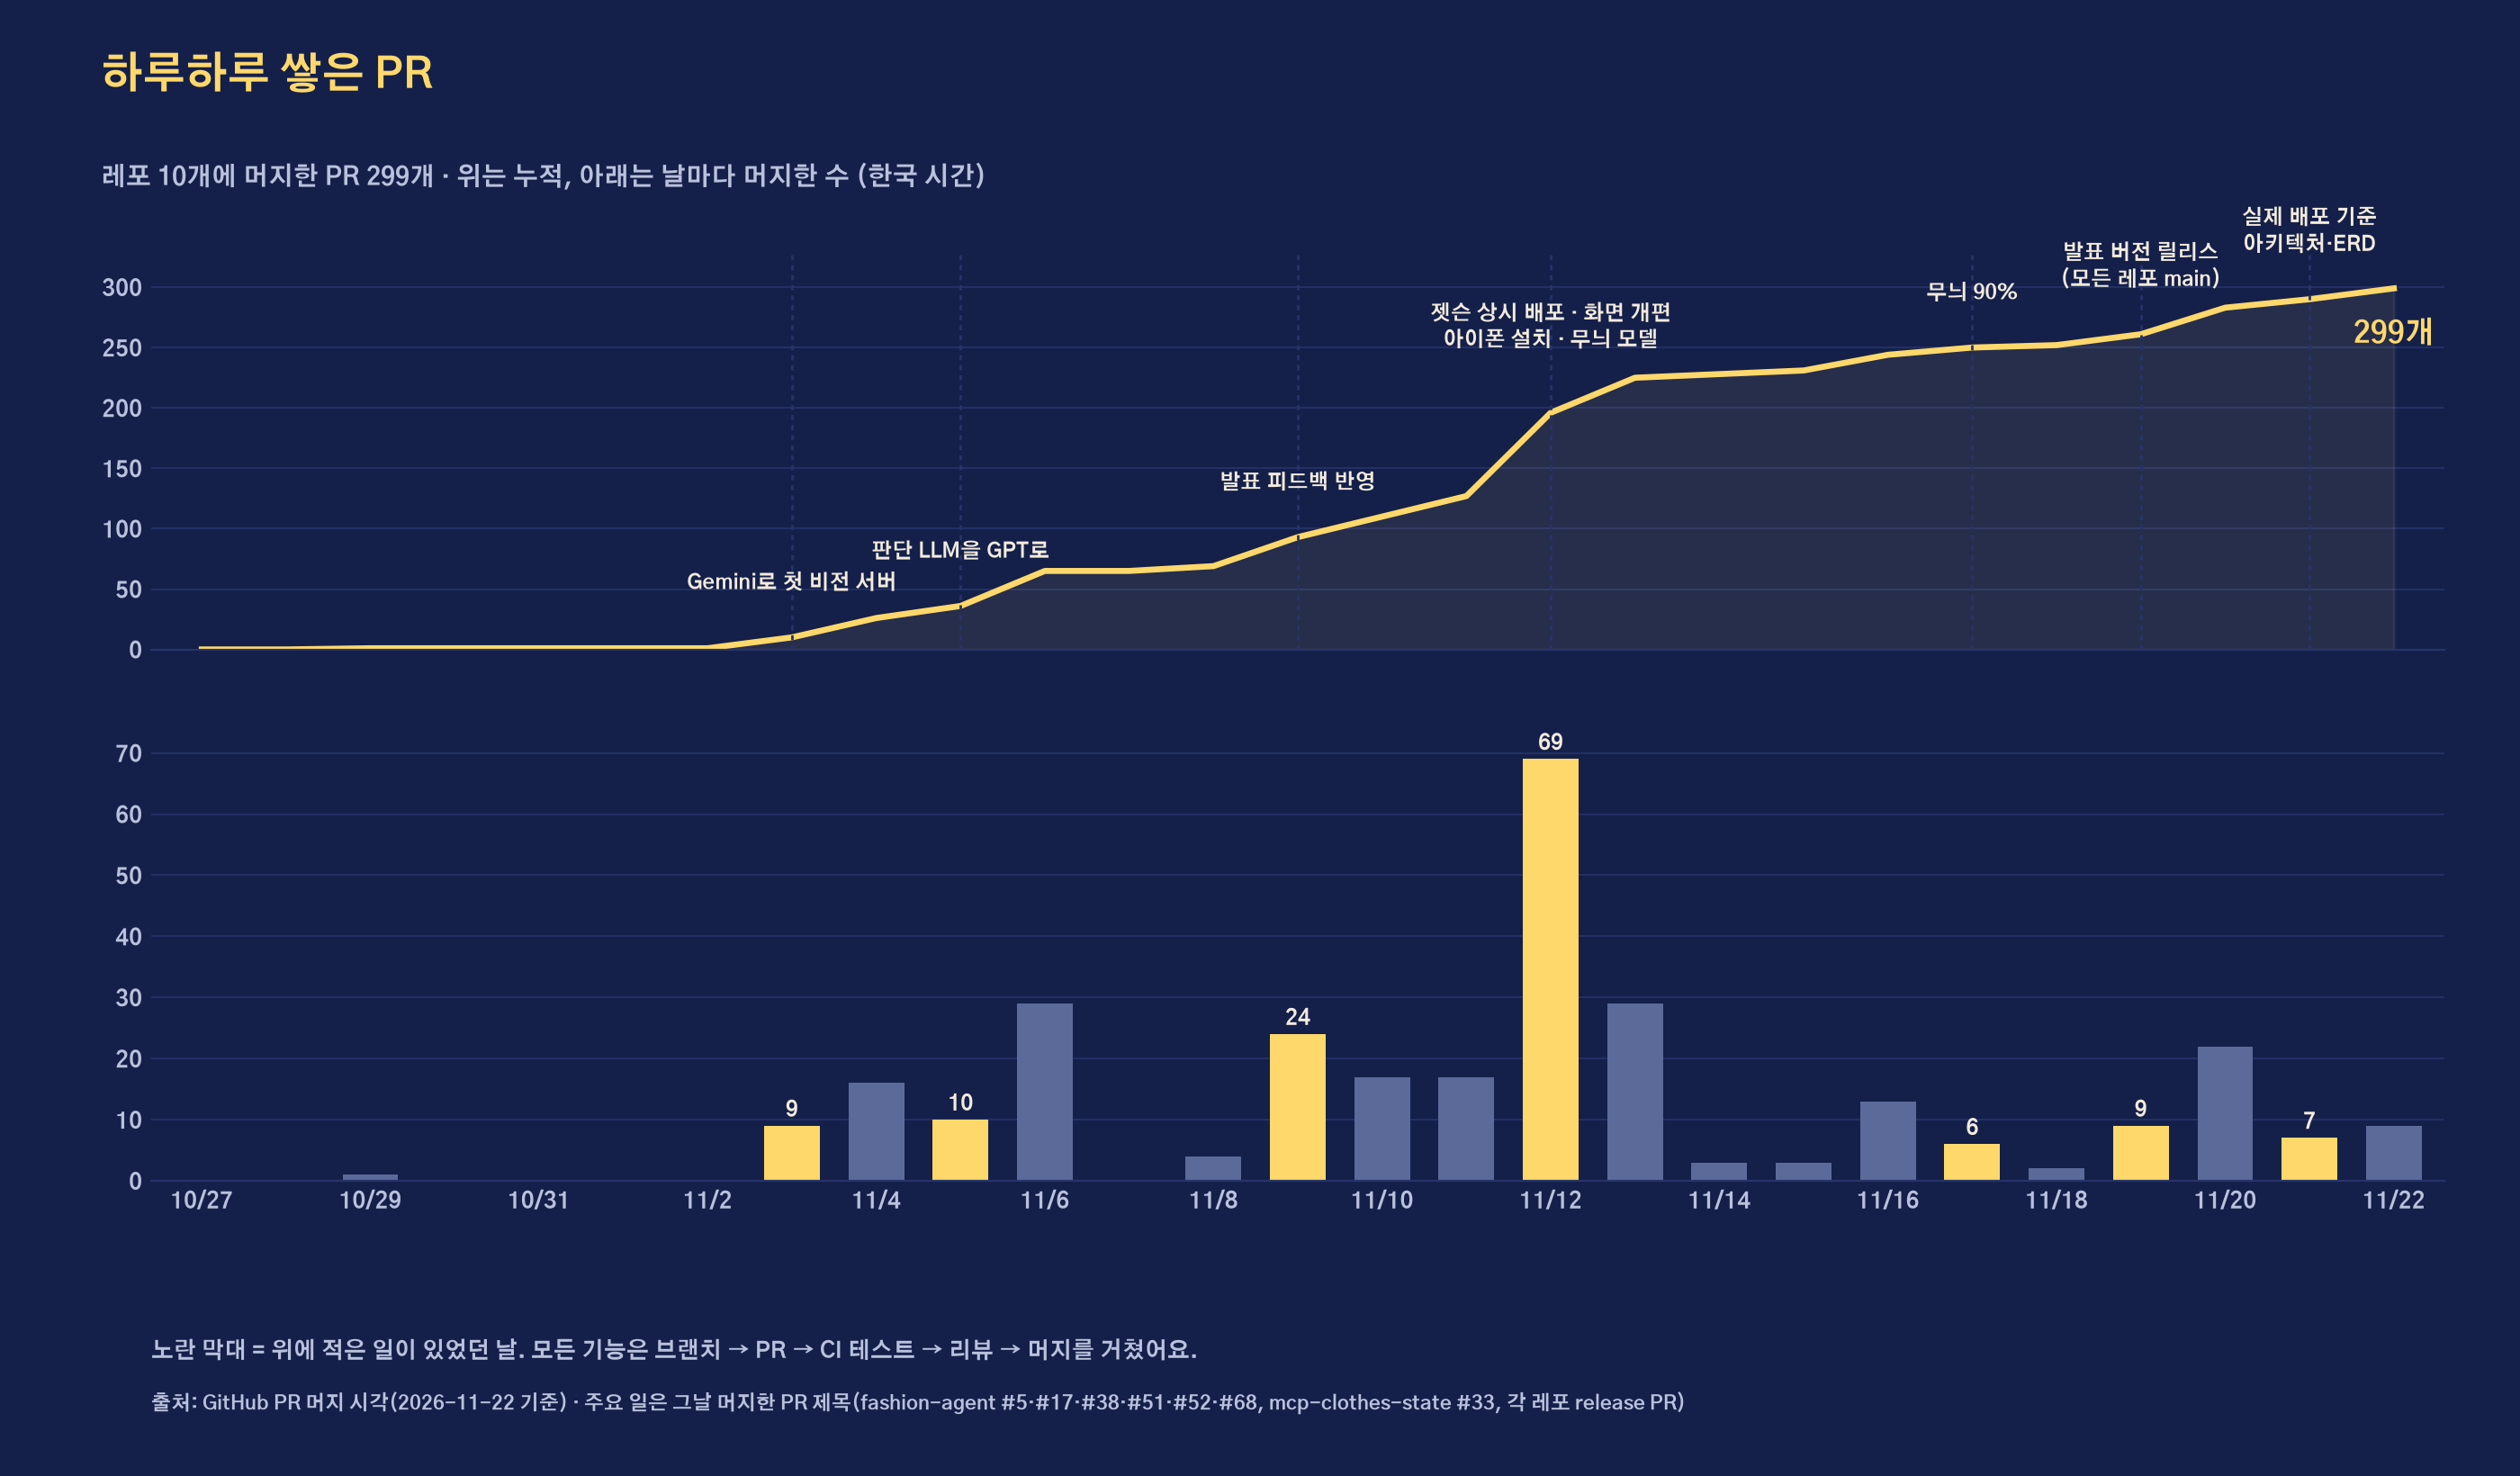 하루하루 쌓은 PR
레포 10개에 머지한 PR 299개 · 위는 누적, 아래는 날마다 머지한 수 (한국 시간)
실제 배포 기준
아키텍처·ERD
발표 버전 릴리스
(모든 레포 main)
무늬 90%
젯슨 상시 배포 · 화면 개편
아이폰 설치 · 무늬 모델
299개
발표 피드백 반영
판단 LLM을 GPT로
Gemini로 첫 비전 서버
300
250
200
150
100
50
0
70
60
50
40
30
20
10
0
9
10
24
69
6
9
7
10/27
10/29
10/31
11/2
11/4
11/6
11/8
11/10
11/12
11/14
11/16
11/18
11/20
11/22
노란 막대 = 위에 적은 일이 있었던 날. 모든 기능은 브랜치 → PR → CI 테스트 → 리뷰 → 머지를 거쳤어요.
출처: GitHub PR 머지 시각(2026-11-22 기준) · 주요 일은 그날 머지한 PR 제목(fashion-agent #5·#17·#38·#51·#52·#68, mcp-clothes-state #33, 각 레포 release PR)